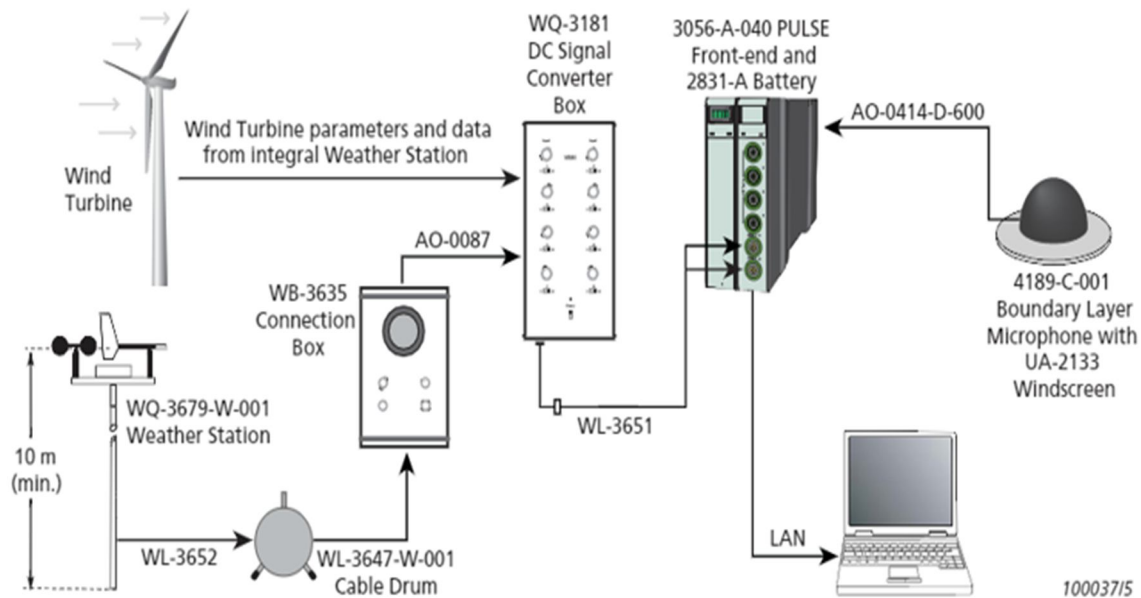 WQ-3181
DC Signal
Converter
Box
3056-A-040 PULSE
Front-end and
2831-A Battery
AO-0414-D-600
Wind Turbine parameters and data
from integral Weather Station
Wind
Turbine
AO-0087
WB-3635
Connection
Box
4189-C-001
Boundary Layer
Microphone with
UA-2133
Windscreen
WQ-3679-W-001
Weather Station
WL-3651
10 m
(min.)
WL-3652
WL-3647-W-001
Cable Drum
LAN
100037/5